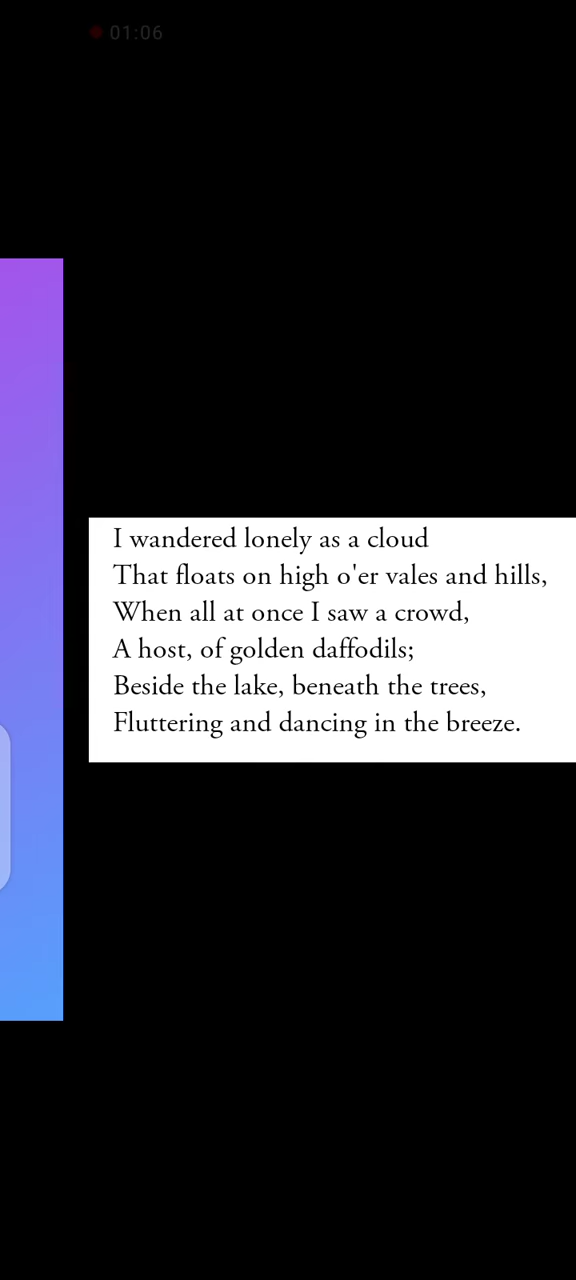 01:06
I wandered lonely as a cloud
That floats on high o'er vales and hills,
When all at once I saw a crowd,
A host, of golden daffodils;
Beside the lake, beneath the trees,
Fluttering and dancing in the breeze.